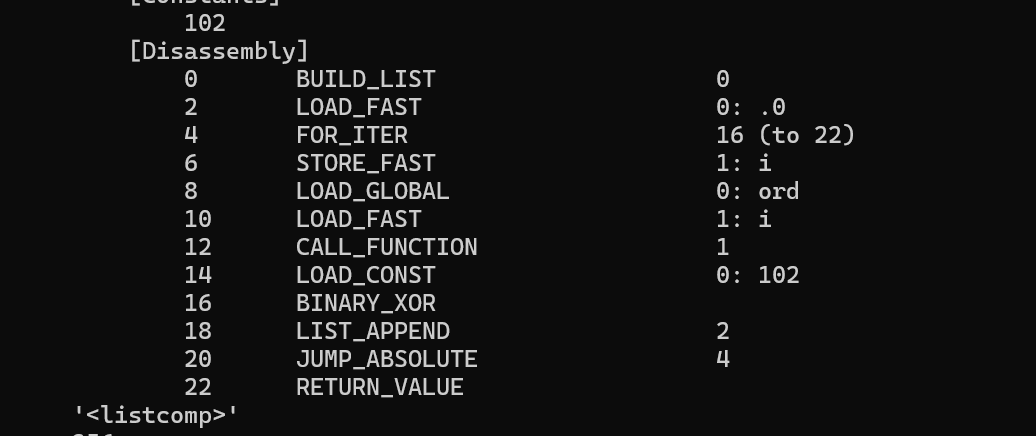 [Constants]
102
[Disassembly]
0 BUILD_LIST 0
2 LOAD_FAST 0: .0
4 FOR_ITER 16 (to 22)
6 STORE_FAST 1: i
8 LOAD_GLOBAL 0: ord
10 LOAD_FAST 1: i
12 CALL_FUNCTION 1
14 LOAD_CONST 0: 102
16 BINARY_XOR
18 LIST_APPEND 2
20 JUMP_ABSOLUTE 4
22 RETURN_VALUE
'<listcomp>'